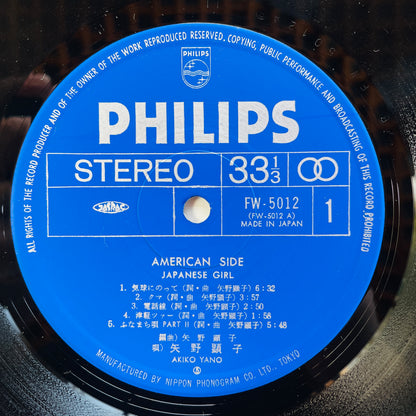 ALL RIGHTS OF THE RECORD PRODUCER AND OF THE OWNER OF THE WORK REPRODUCED RESERVED. COPYING, PUBLIC PERFORMANCE AND BROADCASTING OF THIS RECORD PROHIBITED
PHILIPS
PHILIPS
STEREO 33⅓
JASRAC
FW-5012
(FW-5012 A)
MADE IN JAPAN
1
AMERICAN SIDE
JAPANESE GIRL
1. 気球にのって (詞・曲 矢野顕子) 6:32
2. クマ (詞・曲 矢野顕子) 3:57
3. 電話線 (詞・曲 矢野顕子) 2:50
4. 津軽ツアー (詞・曲 矢野顕子) 1:58
5. ふなまち唄 PART II (詞・曲 矢野顕子) 5:48
編曲) 矢野顕子
唄) 矢野顕子
AKIKO YANO
MANUFACTURED BY NIPPON PHONOGRAM CO., LTD., TOKYO